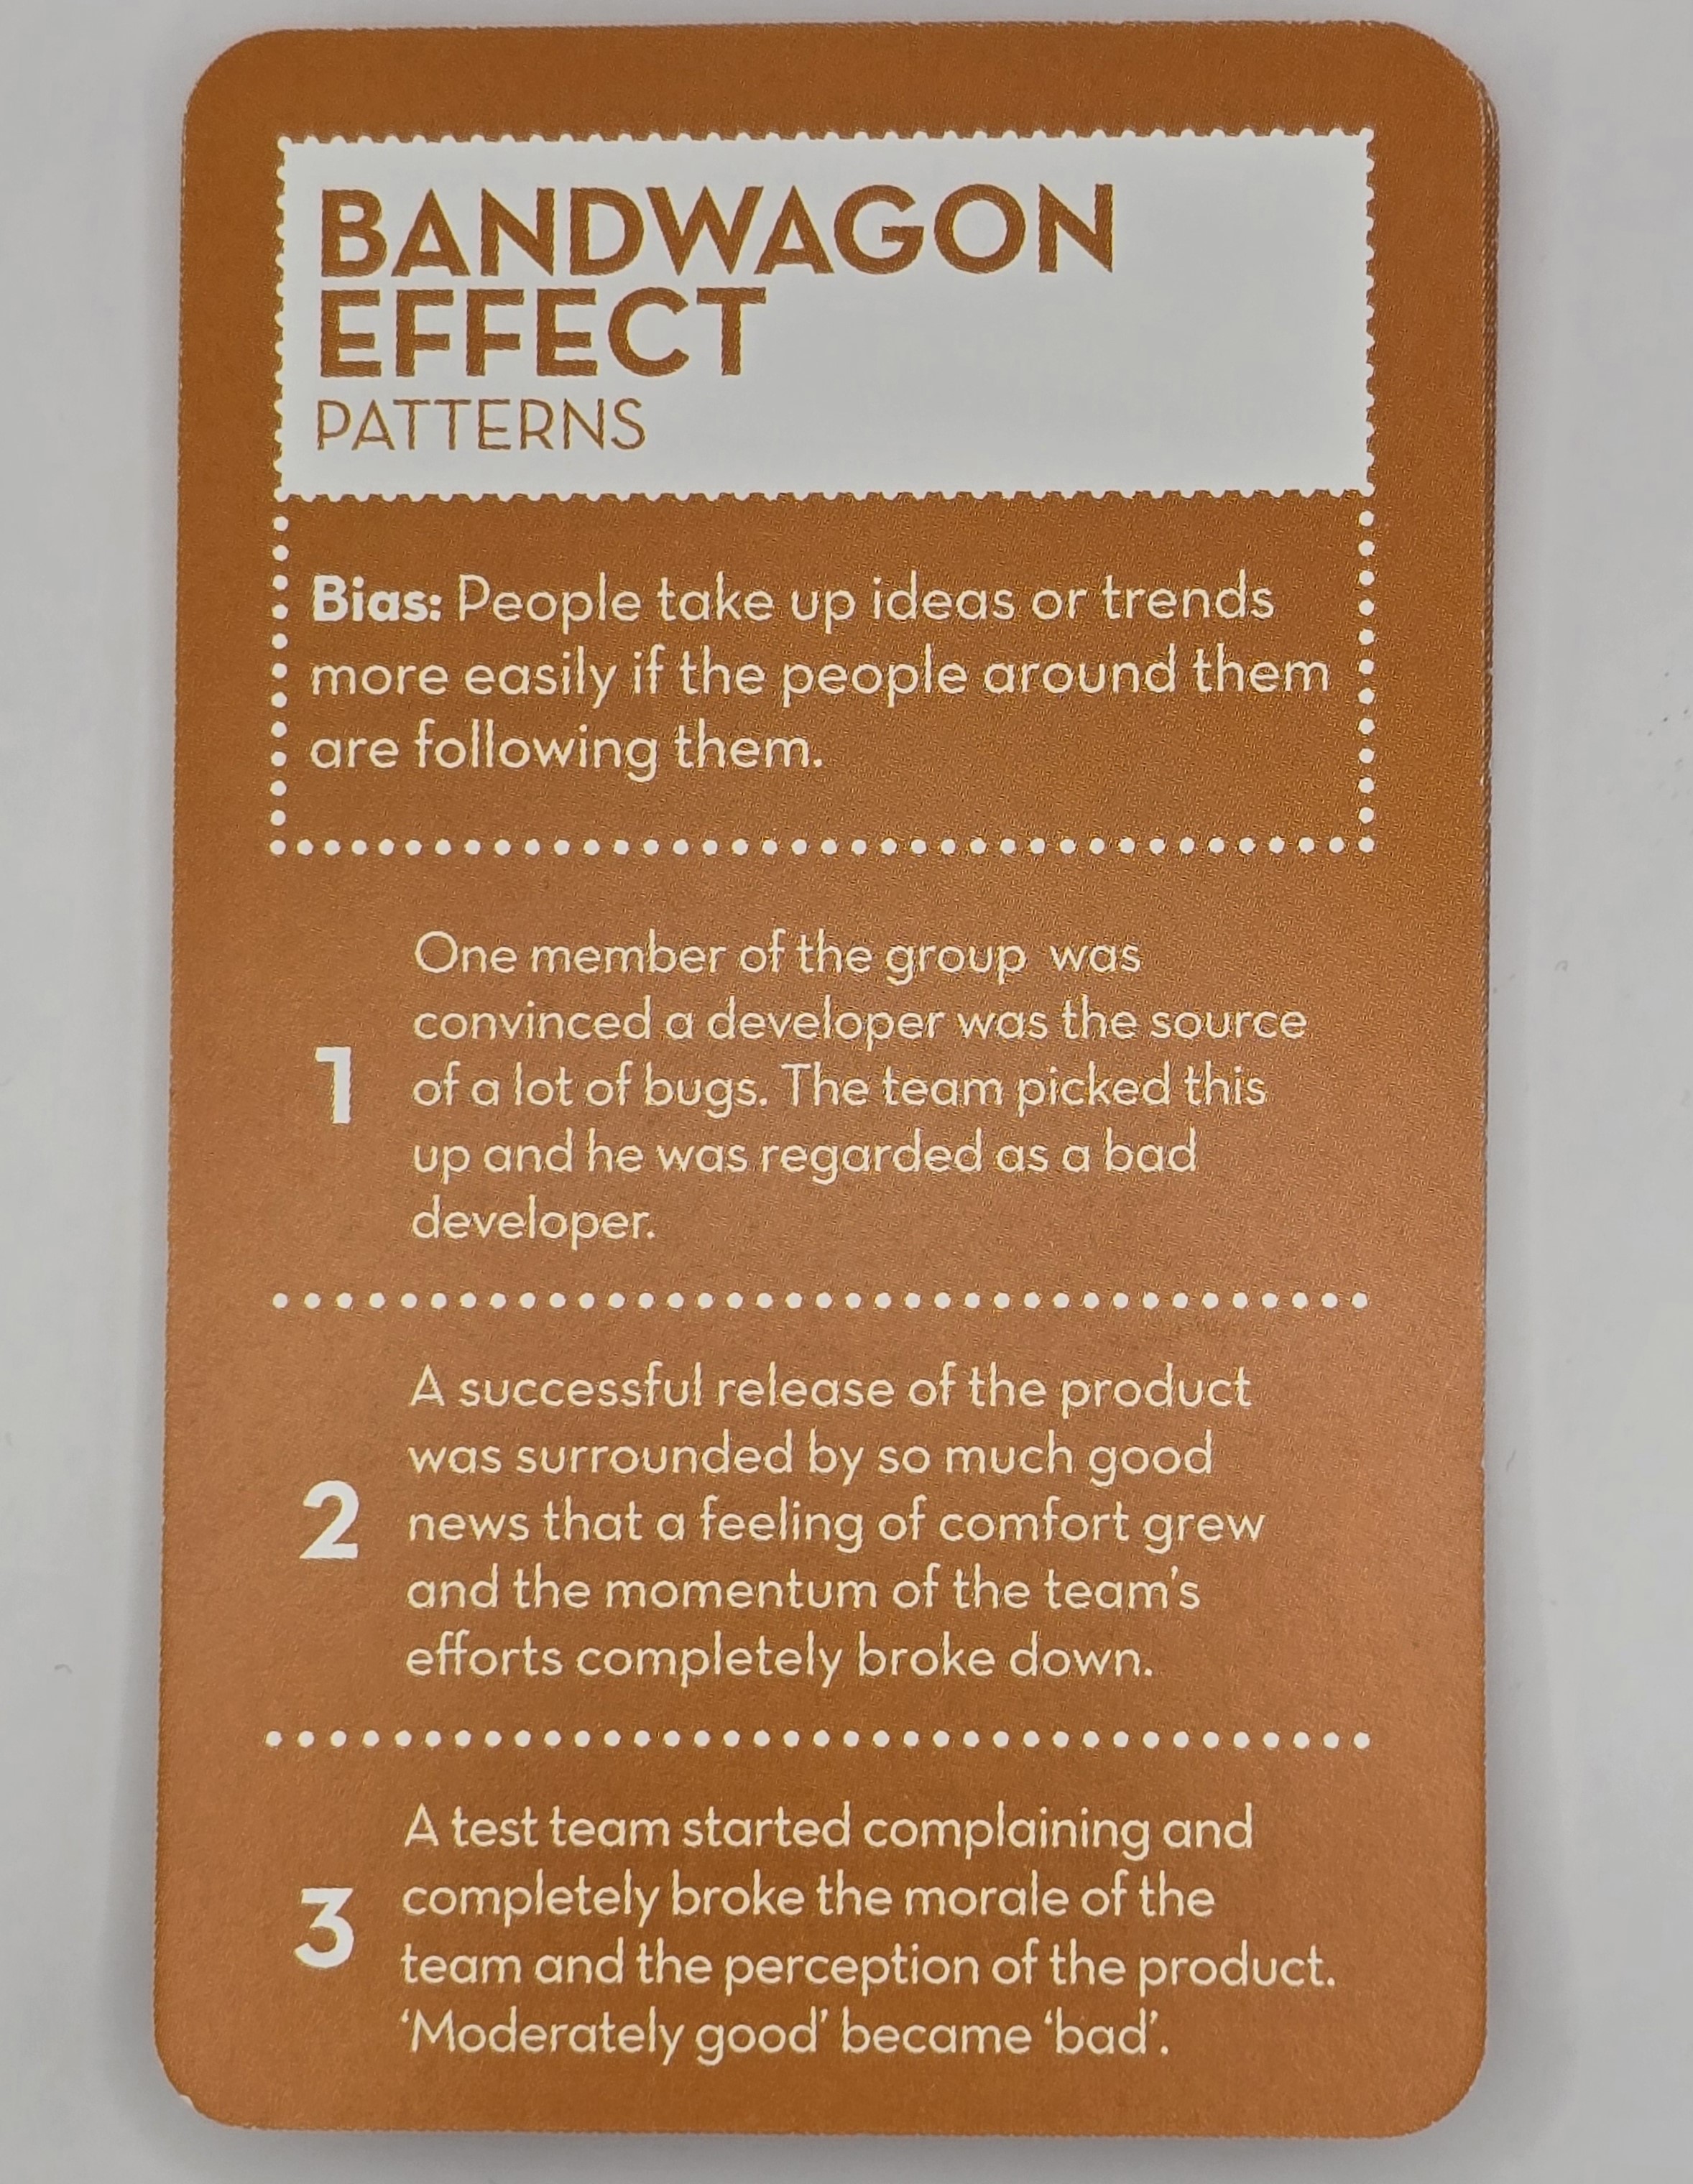 BANDWAGON
EFFECT
PATTERNS
Bias: People take up ideas or trends
more easily if the people around them
are following them.
1
One member of the group was
convinced a developer was the source
of a lot of bugs. The team picked this
up and he was regarded as a bad
developer.
2
A successful release of the product
was surrounded by so much good
news that a feeling of comfort grew
and the momentum of the team's
efforts completely broke down.
3
A test team started complaining and
completely broke the morale of the
team and the perception of the product.
‘Moderately good’ became ‘bad’.